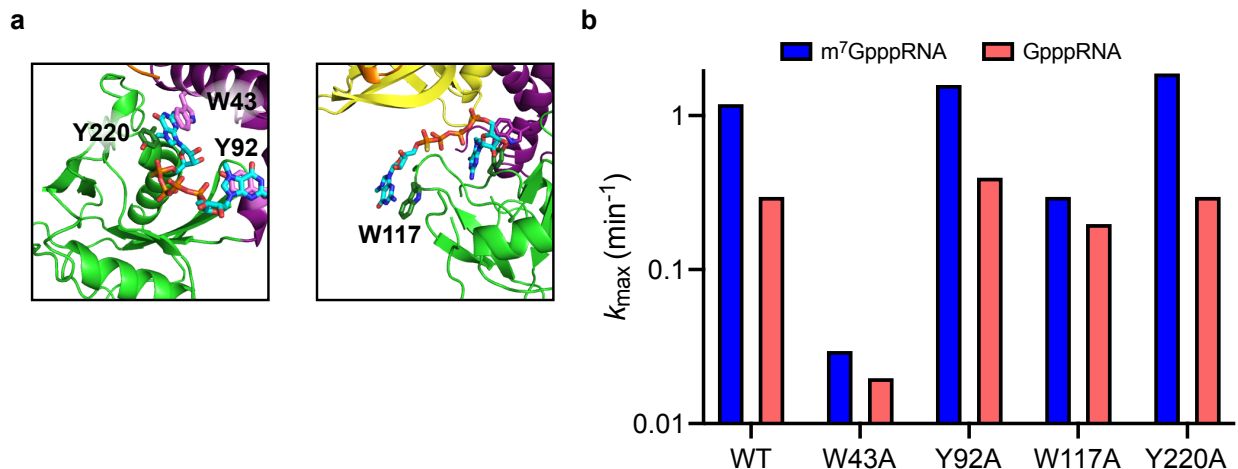 a
W43
Y220
Y92
W117
b
m⁷GpppRNA GpppRNA
kmax (min⁻¹)
1
0.1
0.01
WT W43A Y92A W117A Y220A